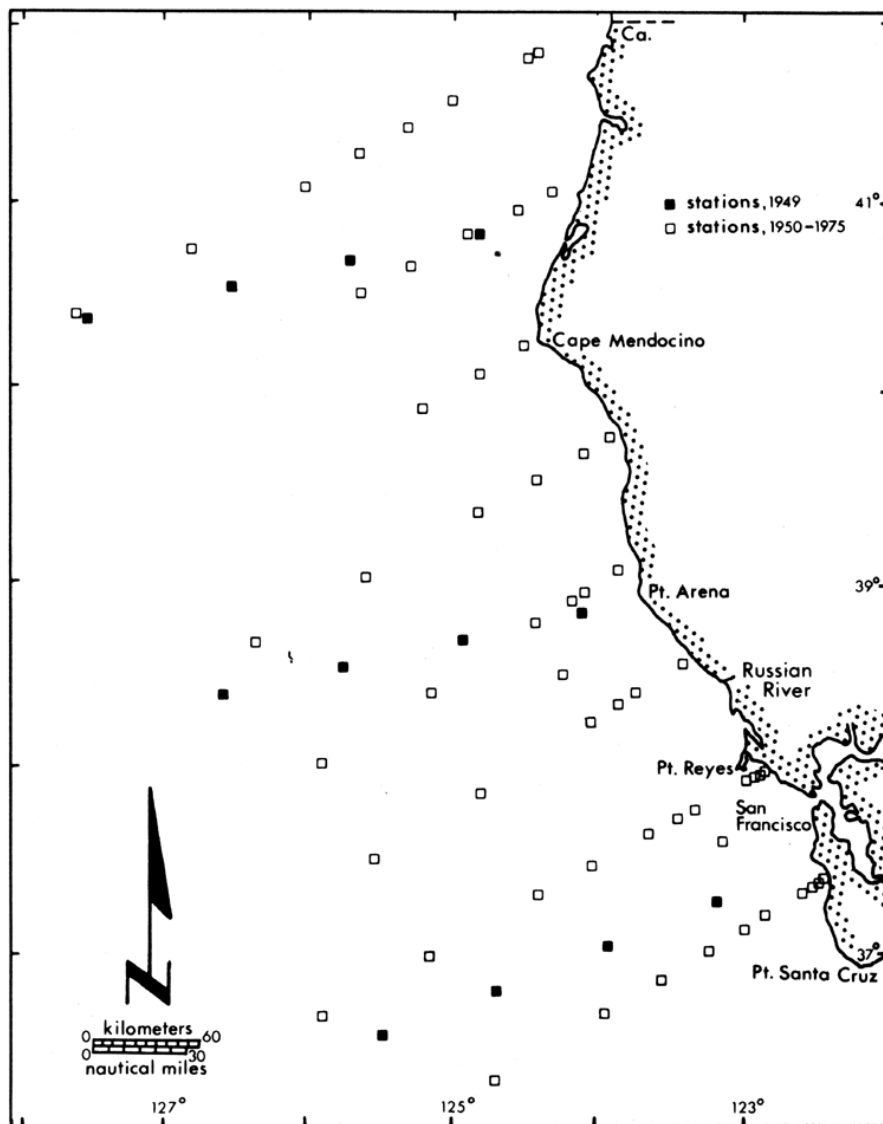 Ca.
■ stations, 1949
□ stations, 1950-1975
41°
Cape Mendocino
39°
Pt. Arena
Russian
River
Pt. Reyes
San
Francisco
37°
Pt. Santa Cruz
N
kilometers
0 60
0 30
nautical miles
127° 125° 123°